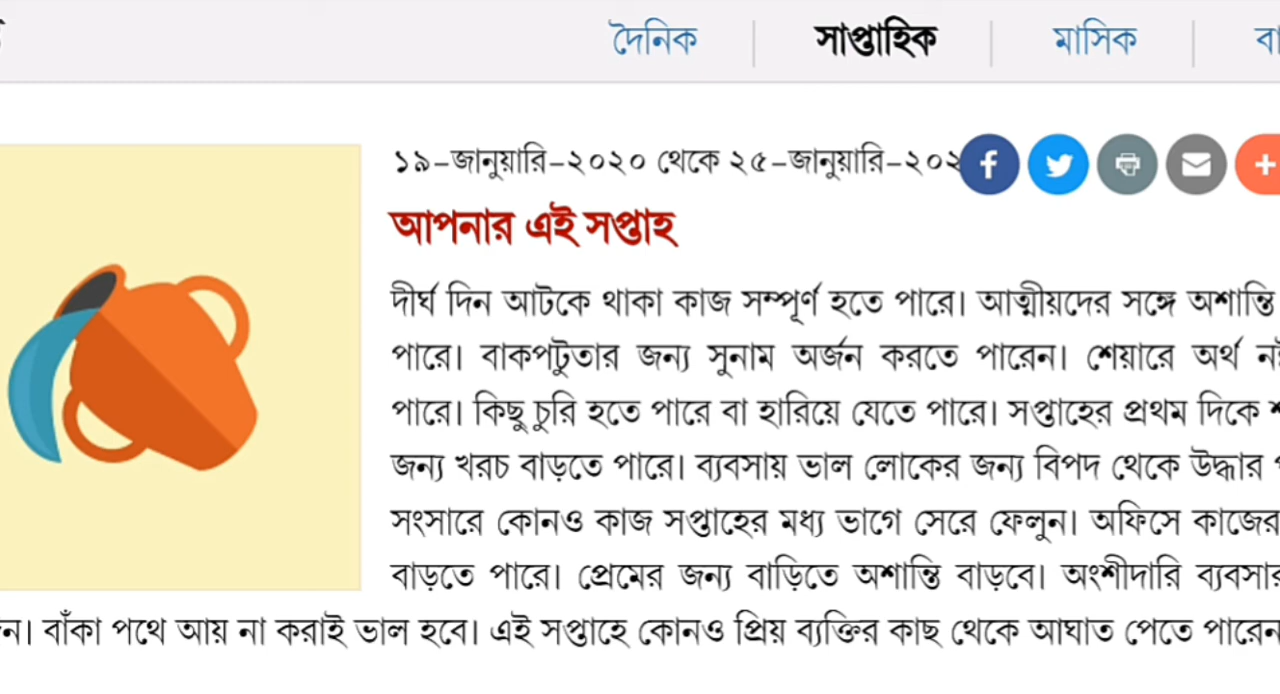 দৈনিক সাপ্তাহিক মাসিক
১৯-জানুয়ারি-২০২০ থেকে ২৫-জানুয়ারি-২০২
আপনার এই সপ্তাহ
দীর্ঘ দিন আটকে থাকা কাজ সম্পূর্ণ হতে পারে। আত্মীয়দের সঙ্গে অশান্তি
পারে। বাকপটুতার জন্য সুনাম অর্জন করতে পারেন। শেয়ারে অর্থ
পারে। কিছু চুরি হতে পারে বা হারিয়ে যেতে পারে। সপ্তাহের প্রথম দিকে
জন্য খরচ বাড়তে পারে। ব্যবসায় ভাল লোকের জন্য বিপদ থেকে উদ্ধার
সংসারে কোনও কাজ সপ্তাহের মধ্য ভাগে সেরে ফেলুন। অফিসে কাজের
বাড়তে পারে। প্রেমের জন্য বাড়িতে অশান্তি বাড়বে। অংশীদারি ব্যবসার
বাঁকা পথে আয় না করাই ভাল হবে। এই সপ্তাহে কোনও প্রিয় ব্যক্তির কাছ থেকে আঘাত পেতে পারেন